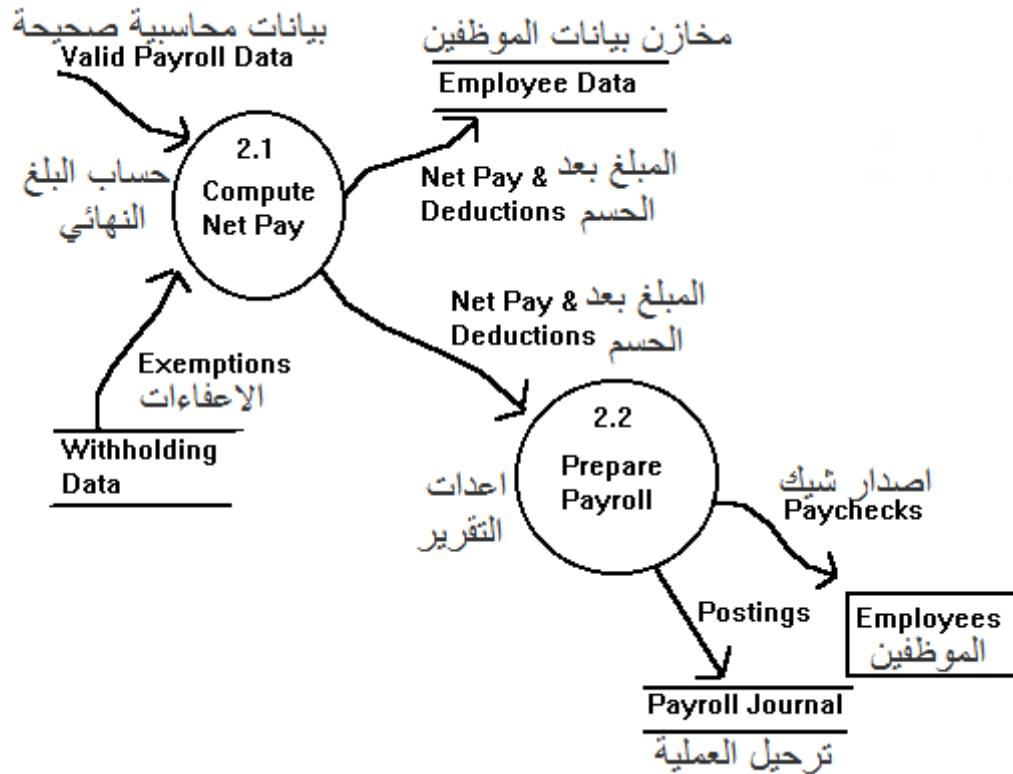 بيانات محاسبية صحيحة
Valid Payroll Data
مخازن بيانات الموظفين
Employee Data
2.1
Compute
Net Pay
حساب البلغ
النهائي
Net Pay & المبلغ بعد
Deductions الحسم
Net Pay & المبلغ بعد
Deductions الحسم
Exemptions
الاعفاءات
Withholding
Data
2.2
Prepare
Payroll
اعدات
التقرير
اصدار شيك
Paychecks
Postings
Employees
الموظفين
Payroll Journal
ترحيل العملية